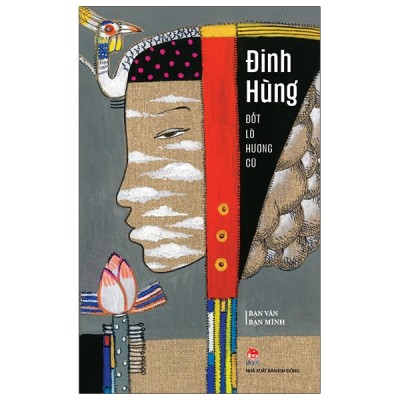 Đinh
Hùng
ĐỐT
LÒ
HƯƠNG
CŨ
BẠN VĂN
BẠN MÌNH
NHÀ XUẤT BẢN KIM ĐỒNG